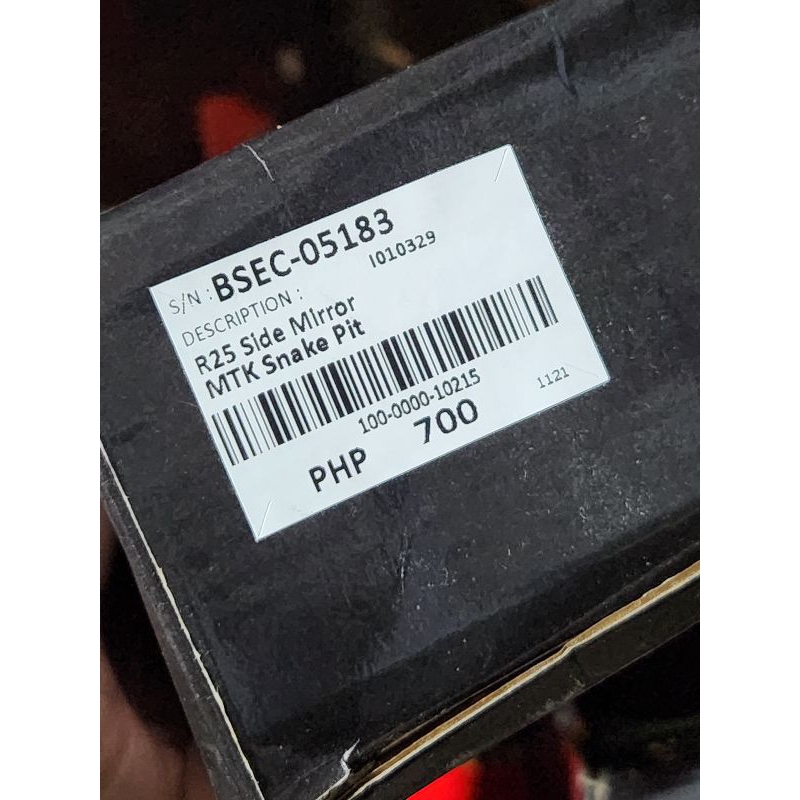 S/N : BSEC-05183
I010329
DESCRIPTION :
R25 Side Mirror
MTK Snake Pit
100-0000-10215
1121
PHP 700